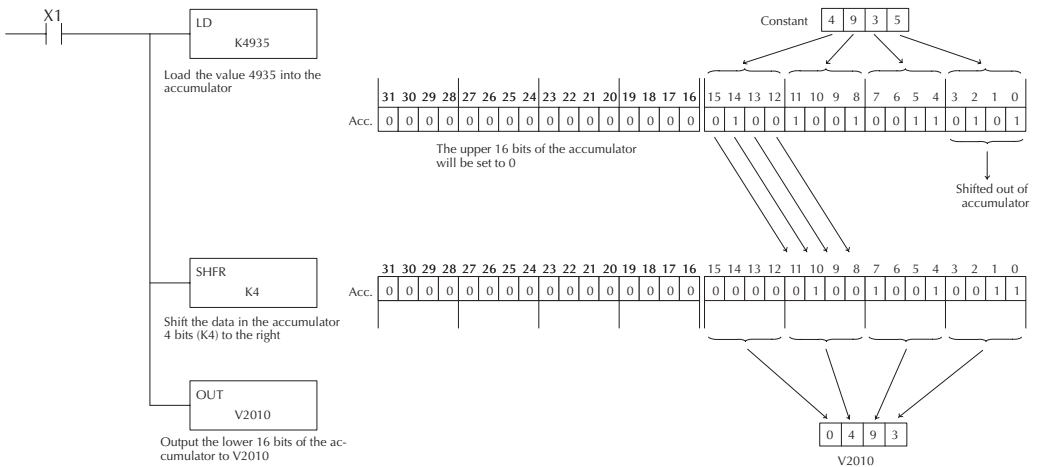 X1
LD
K4935
Load the value 4935 into the
accumulator
Constant 4 9 3 5
31 30 29 28 27 26 25 24 23 22 21 20 19 18 17 16 15 14 13 12 11 10 9 8 7 6 5 4 3 2 1 0
Acc. 0 0 0 0 0 0 0 0 0 0 0 0 0 0 0 0 0 1 0 0 1 0 0 1 0 0 1 1 0 1 0 1
The upper 16 bits of the accumulator
will be set to 0
Shifted out of
accumulator
SHFR
K4
Shift the data in the accumulator
4 bits (K4) to the right
31 30 29 28 27 26 25 24 23 22 21 20 19 18 17 16 15 14 13 12 11 10 9 8 7 6 5 4 3 2 1 0
Acc. 0 0 0 0 0 0 0 0 0 0 0 0 0 0 0 0 0 0 0 0 0 1 0 0 1 0 0 1 0 0 1 1
OUT
V2010
Output the lower 16 bits of the ac-
cumulator to V2010
0 4 9 3
V2010